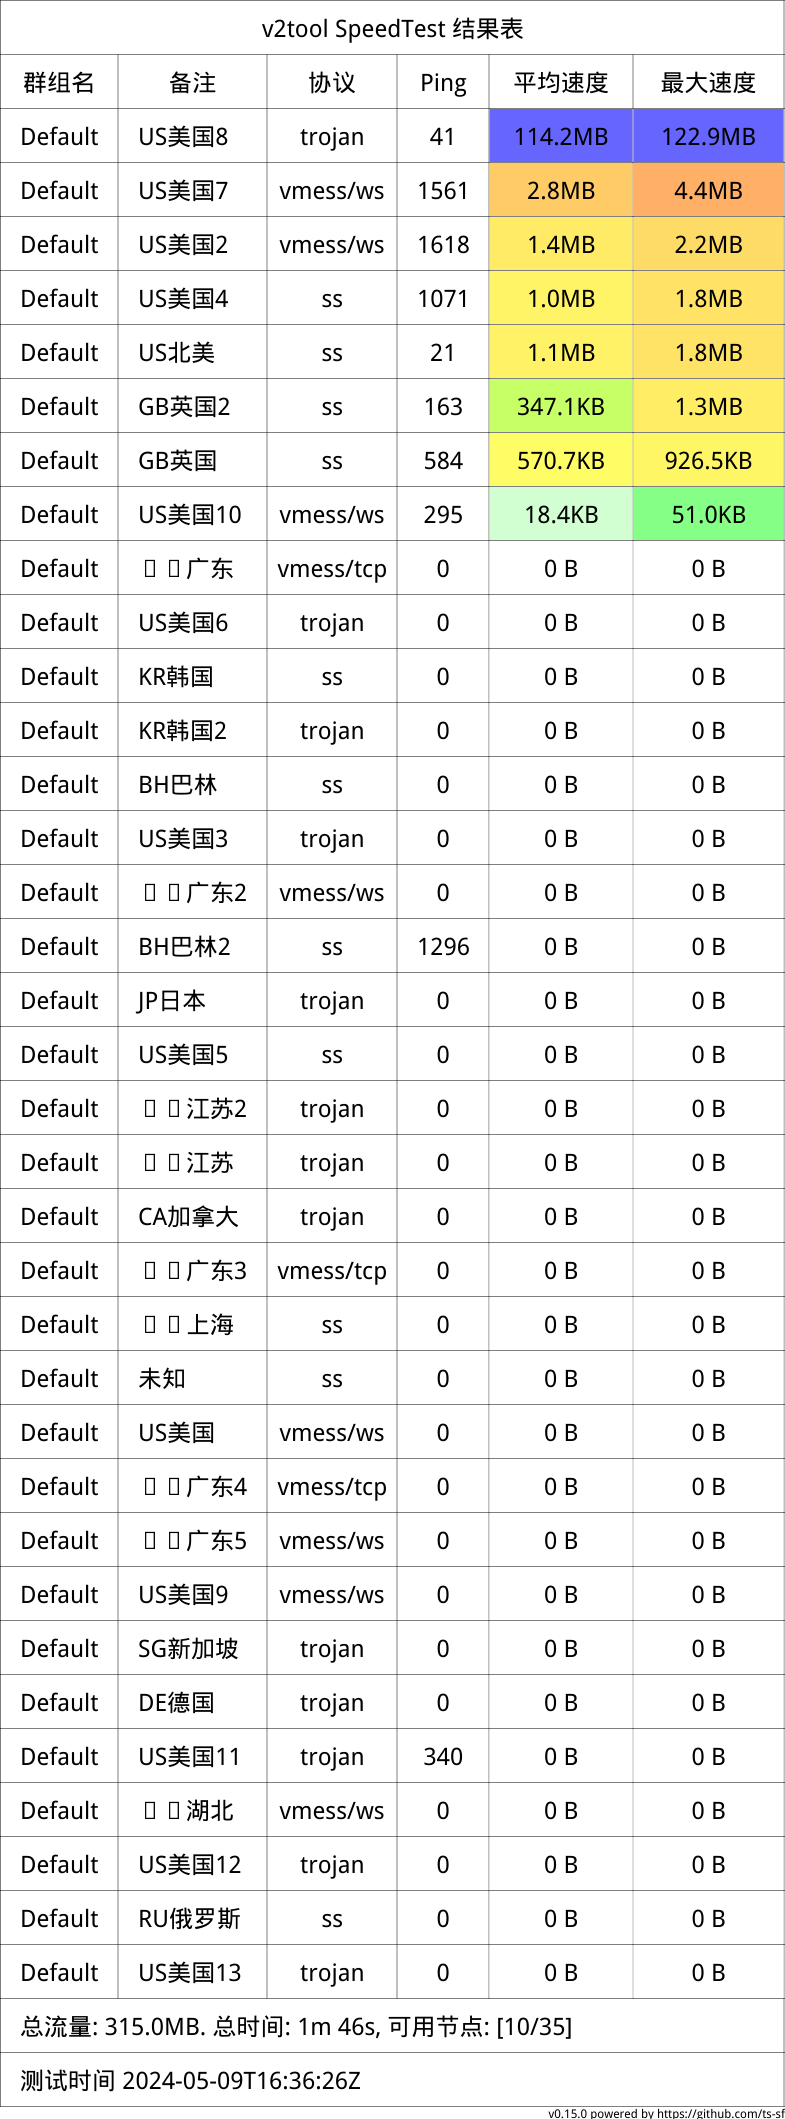 v2tool SpeedTest 结果表
群组名 备注 协议 Ping 平均速度 最大速度
Default US美国8 trojan 41 114.2MB 122.9MB
Default US美国7 vmess/ws 1561 2.8MB 4.4MB
Default US美国2 vmess/ws 1618 1.4MB 2.2MB
Default US美国4 ss 1071 1.0MB 1.8MB
Default US北美 ss 21 1.1MB 1.8MB
Default GB英国2 ss 163 347.1KB 1.3MB
Default GB英国 ss 584 570.7KB 926.5KB
Default US美国10 vmess/ws 295 18.4KB 51.0KB
Default 广东 vmess/tcp 0 0 B 0 B
Default US美国6 trojan 0 0 B 0 B
Default KR韩国 ss 0 0 B 0 B
Default KR韩国2 trojan 0 0 B 0 B
Default BH巴林 ss 0 0 B 0 B
Default US美国3 trojan 0 0 B 0 B
Default 广东2 vmess/ws 0 0 B 0 B
Default BH巴林2 ss 1296 0 B 0 B
Default JP日本 trojan 0 0 B 0 B
Default US美国5 ss 0 0 B 0 B
Default 江苏2 trojan 0 0 B 0 B
Default 江苏 trojan 0 0 B 0 B
Default CA加拿大 trojan 0 0 B 0 B
Default 广东3 vmess/tcp 0 0 B 0 B
Default 上海 ss 0 0 B 0 B
Default 未知 ss 0 0 B 0 B
Default US美国 vmess/ws 0 0 B 0 B
Default 广东4 vmess/tcp 0 0 B 0 B
Default 广东5 vmess/ws 0 0 B 0 B
Default US美国9 vmess/ws 0 0 B 0 B
Default SG新加坡 trojan 0 0 B 0 B
Default DE德国 trojan 0 0 B 0 B
Default US美国11 trojan 340 0 B 0 B
Default 湖北 vmess/ws 0 0 B 0 B
Default US美国12 trojan 0 0 B 0 B
Default RU俄罗斯 ss 0 0 B 0 B
Default US美国13 trojan 0 0 B 0 B
总流量: 315.0MB. 总时间: 1m 46s, 可用节点: [10/35]
测试时间 2024-05-09T16:36:26Z
v0.15.0 powered by https://github.com/ts-sf